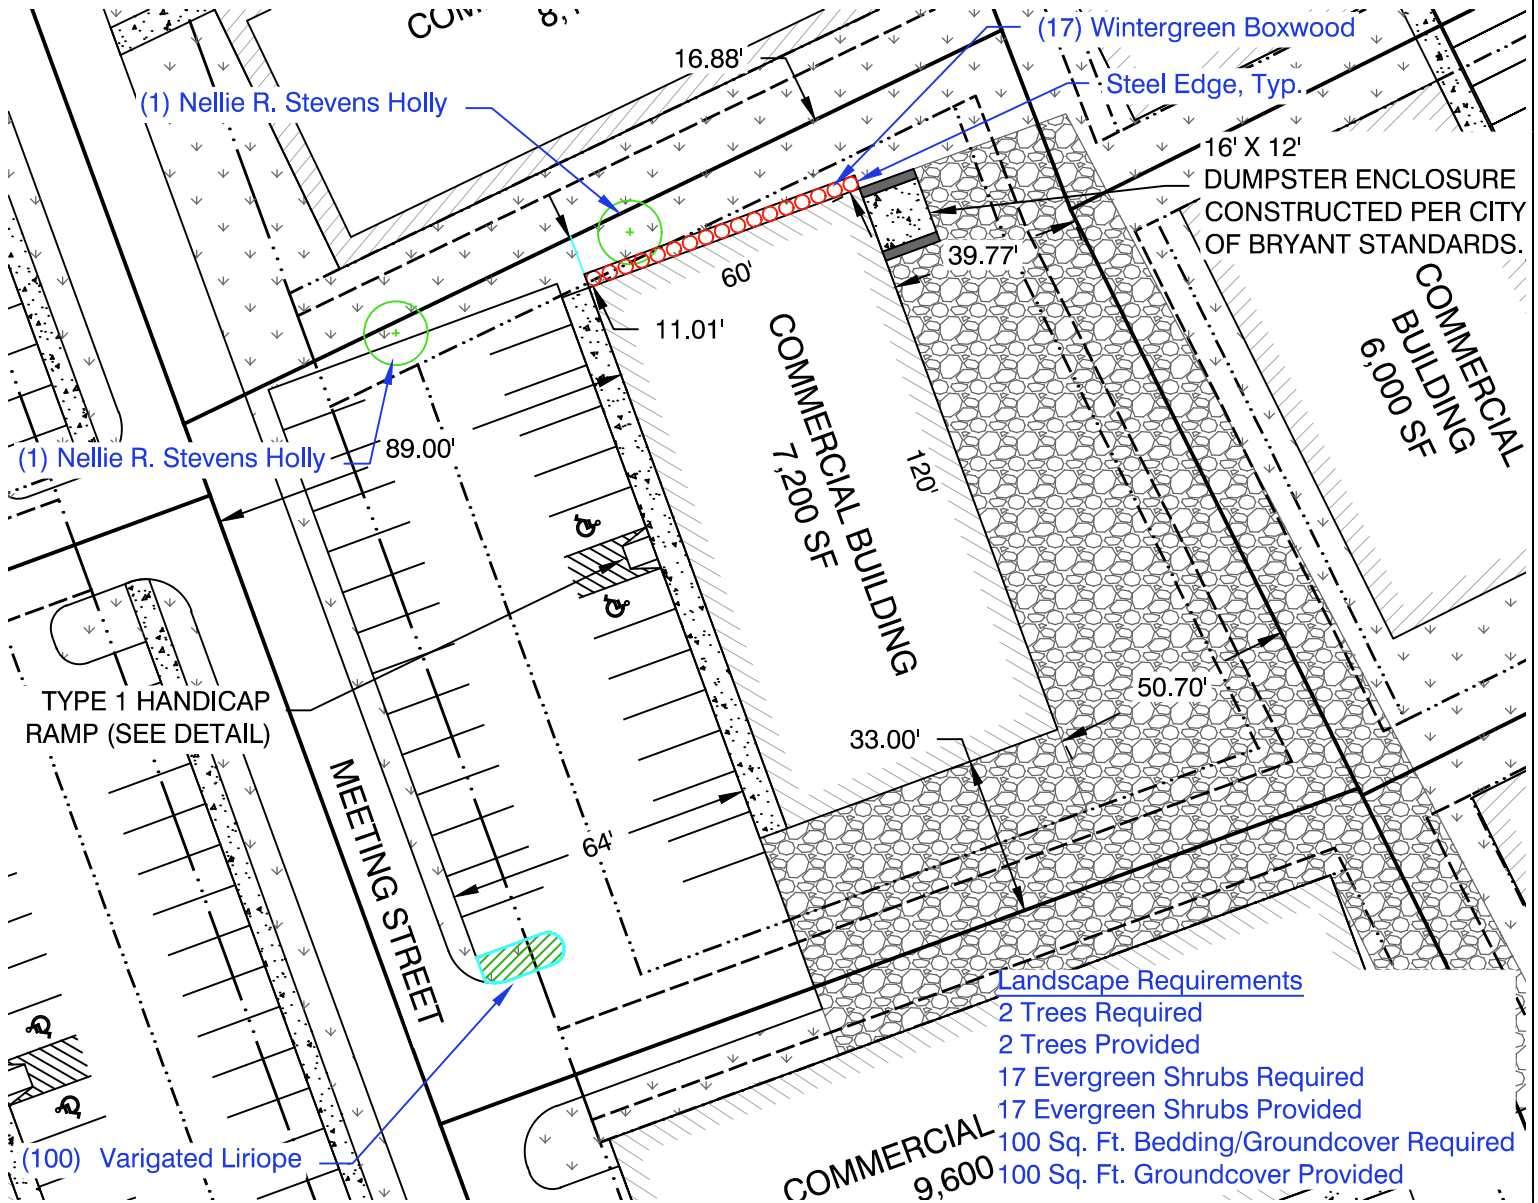 8,1
(17) Wintergreen Boxwood
16.88'
Steel Edge, Typ.
(1) Nellie R. Stevens Holly
16' X 12'
DUMPSTER ENCLOSURE
CONSTRUCTED PER CITY
OF BRYANT STANDARDS.
39.77'
60'
11.01'
COMMERCIAL
BUILDING
6,000 SF
COMMERCIAL BUILDING
7,200 SF
120'
(1) Nellie R. Stevens Holly
89.00'
TYPE 1 HANDICAP
RAMP (SEE DETAIL)
50.70'
33.00'
MEETING STREET
64'
Landscape Requirements
2 Trees Required
2 Trees Provided
17 Evergreen Shrubs Required
17 Evergreen Shrubs Provided
100 Sq. Ft. Bedding/Groundcover Required
100 Sq. Ft. Groundcover Provided
(100) Varigated Liriope
COMMERCIAL
9,600